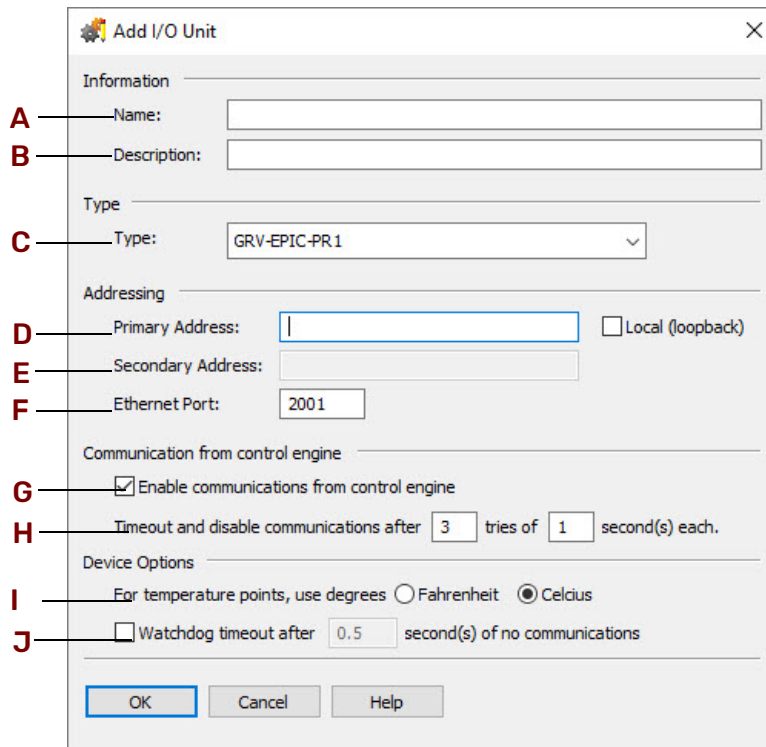 Add I/O Unit
Information
A Name:
B Description:
Type
C Type: GRV-EPIC-PR1
Addressing
D Primary Address: Local (loopback)
E Secondary Address:
F Ethernet Port: 2001
Communication from control engine
G Enable communications from control engine
H Timeout and disable communications after 3 tries of 1 second(s) each.
Device Options
I For temperature points, use degrees Fahrenheit Celcius
J Watchdog timeout after 0.5 second(s) of no communications
OK Cancel Help